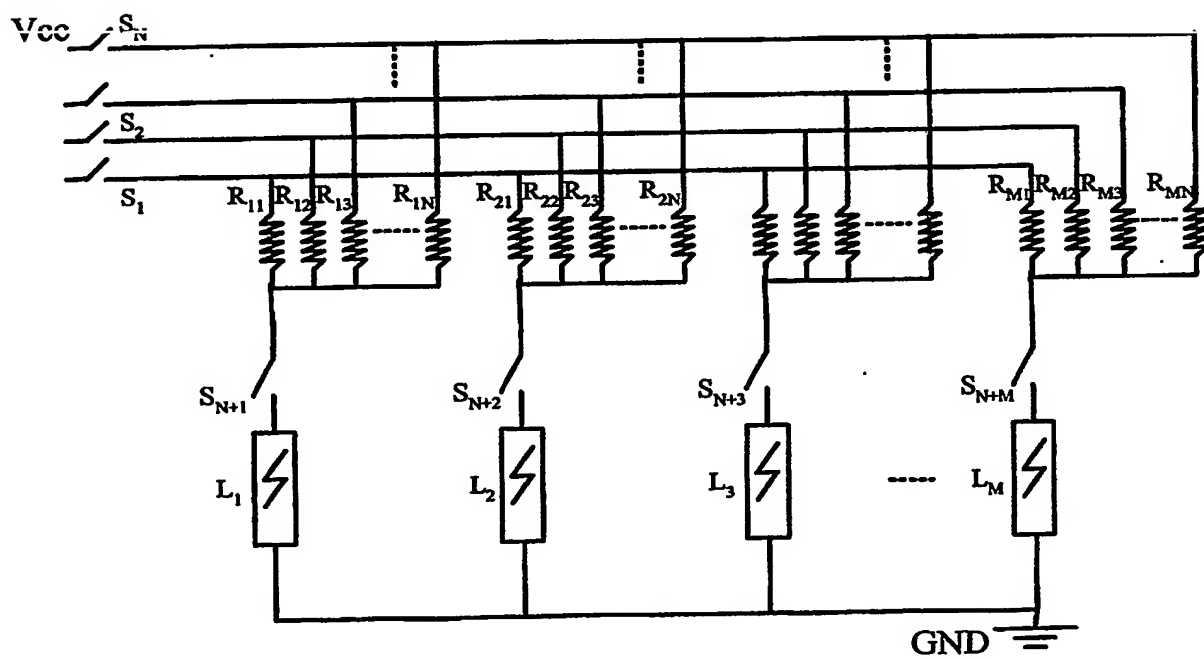 Vcc S_N
S_2
S_1
R_11 R_12 R_13 R_1N R_21 R_22 R_23 R_2N R_M1 R_M2 R_M3 R_MN
S_N+1 S_N+2 S_N+3 S_N+M
L_1 L_2 L_3 L_M
GND